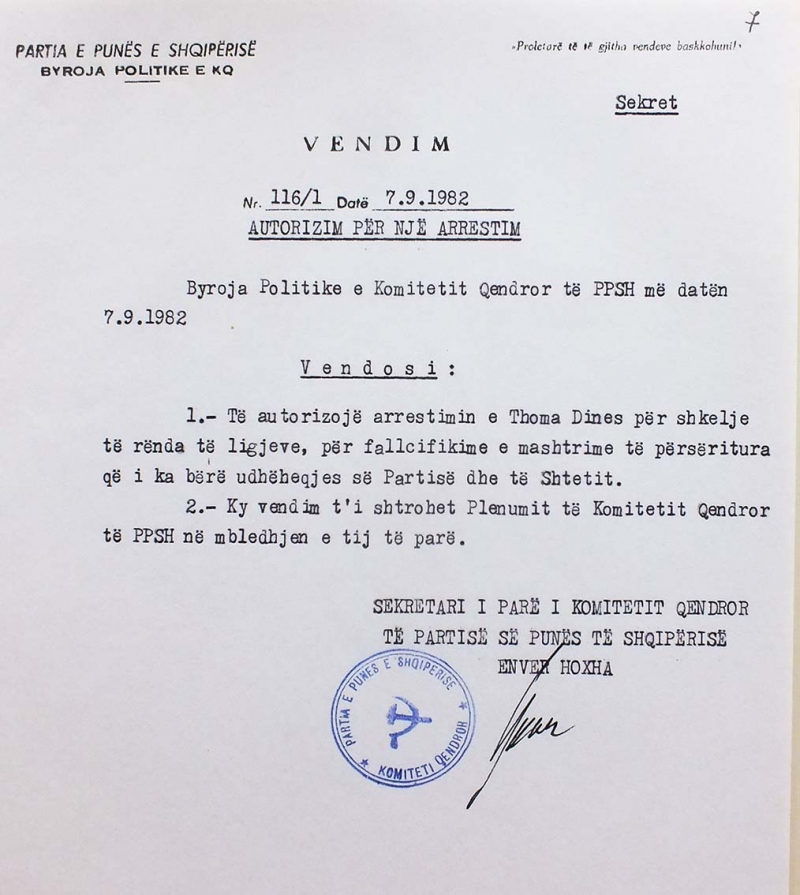 7
PARTIA E PUNËS E SHQIPËRISË
BYROJA POLITIKE E KQ
«Proletarë të të gjitha vendeve bashkohuni!»
Sekret
VENDIM
Nr. 116/1 Datë 7.9.1982
AUTORIZIM PËR NJË ARRESTIM
Byroja Politike e Komitetit Qendror të PPSH më datën
7.9.1982
Vendosi:
1.- Të autorizojë arrestimin e Thoma Dines për shkelje
të rënda të ligjeve, për fallcifikime e mashtrime të përsëritura
që i ka bërë udhëheqjes së Partisë dhe të Shtetit.
2.- Ky vendim t'i shtrohet Plenumit të Komitetit Qendror
të PPSH në mbledhjen e tij të parë.
SEKRETARI I PARË I KOMITETIT QENDROR
TË PARTISË SË PUNËS TË SHQIPËRISË
ENVER HOXHA
PARTIA E PUNËS E SHQIPËRISË
KOMITETI QENDROR